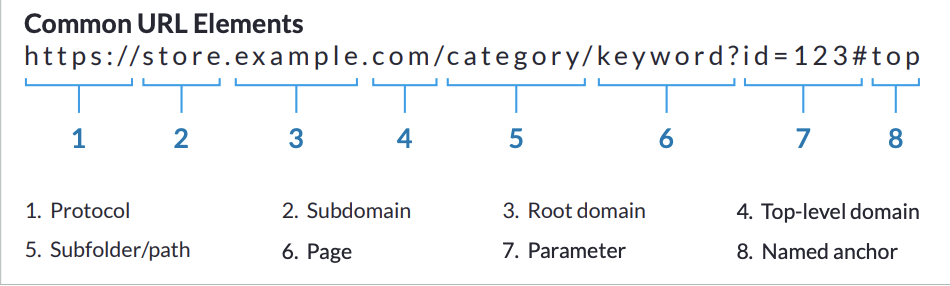 Common URL Elements
https://store.example.com/category/keyword?id=123#top
1 2 3 4 5 6 7 8
1. Protocol 2. Subdomain 3. Root domain 4. Top-level domain
5. Subfolder/path 6. Page 7. Parameter 8. Named anchor